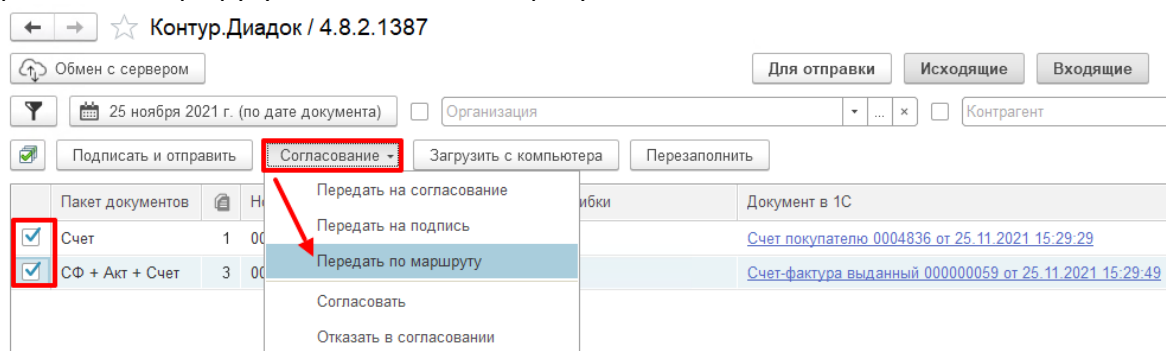 Контур.Диадок / 4.8.2.1387
Обмен с сервером
Для отправки Исходящие Входящие
25 ноября 2021 г. (по дате документа) Организация ... × Контрагент
Подписать и отправить Согласование Загрузить с компьютера Перезаполнить
Пакет документов Документ в 1С
Передать на согласование
Счет 1 Счет покупателю 0004836 от 25.11.2021 15:29:29
Передать на подпись
Передать по маршруту
СФ + Акт + Счет 3 Счет-фактура выданный 000000059 от 25.11.2021 15:29:49
Согласовать
Отказать в согласовании